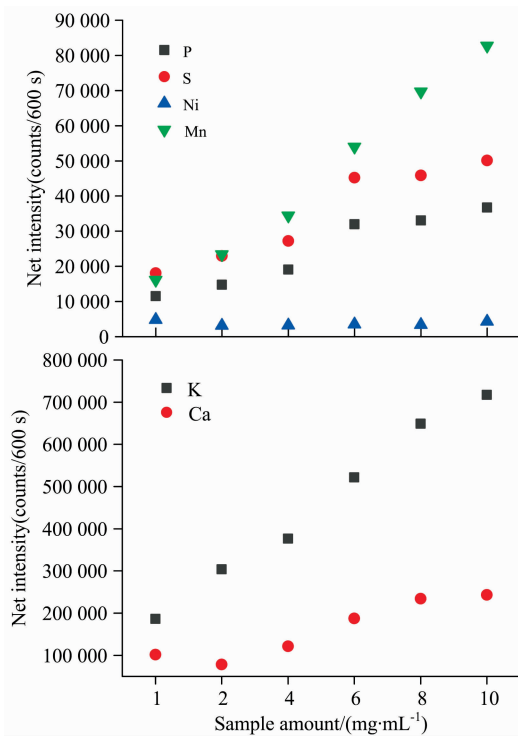 90 000
80 000
70 000
60 000
50 000
40 000
30 000
20 000
10 000
0
Net intensity(counts/600 s)
P
S
Ni
Mn
800 000
700 000
600 000
500 000
400 000
300 000
200 000
100 000
Net intensity(counts/600 s)
K
Ca
1 2 4 6 8 10
Sample amount/(mg·mL⁻¹)